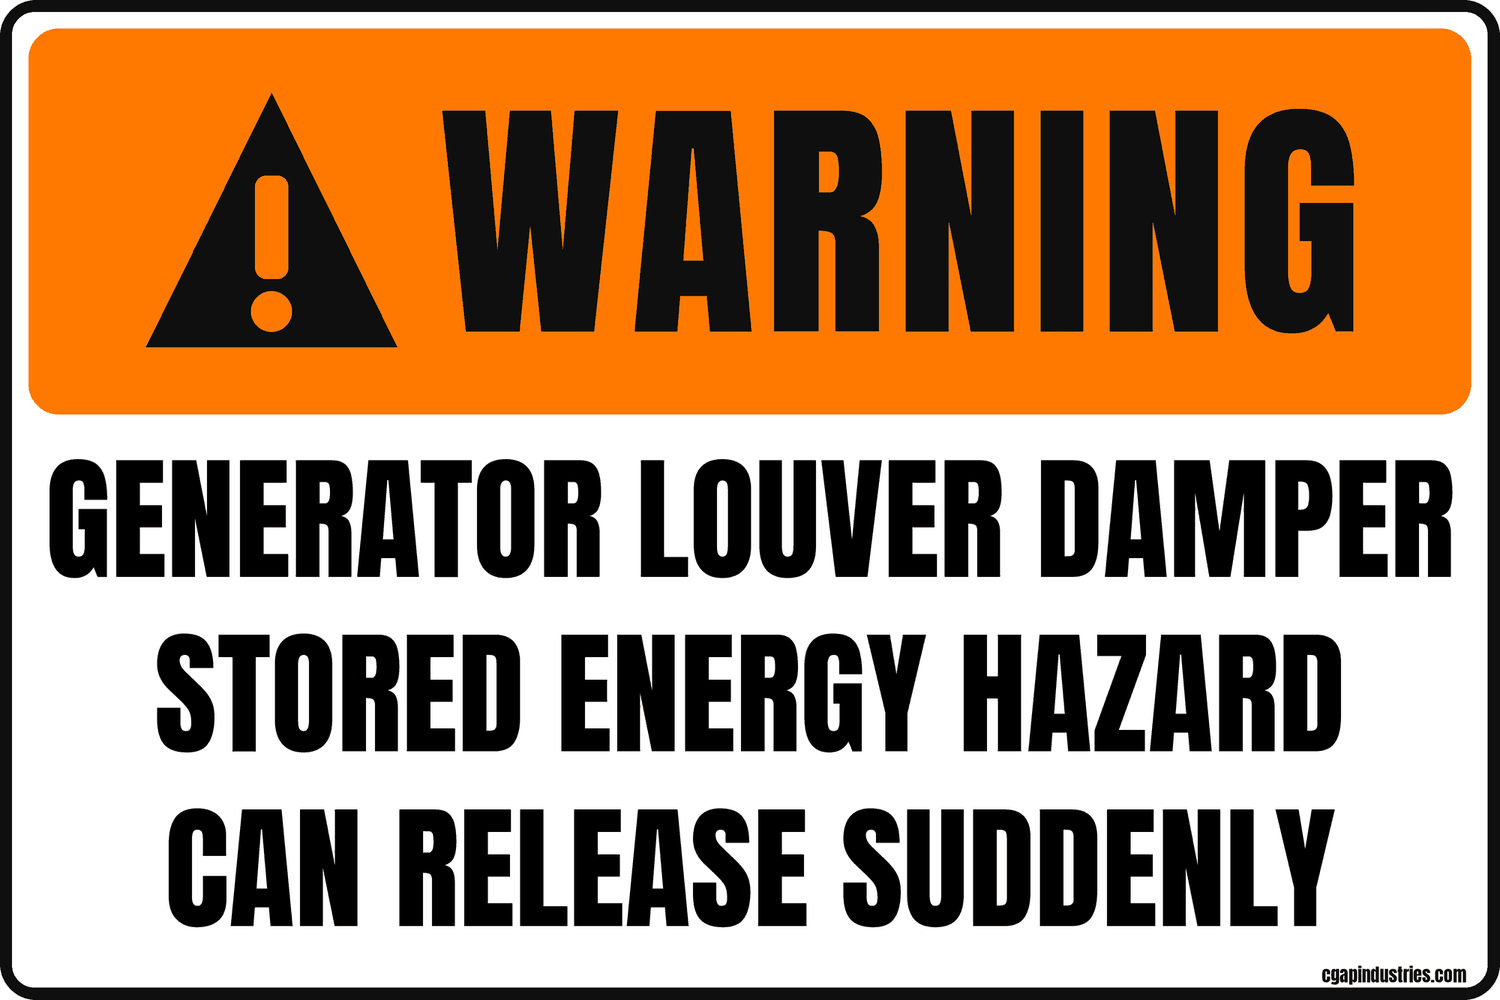 WARNING
GENERATOR LOUVER DAMPER
STORED ENERGY HAZARD
CAN RELEASE SUDDENLY
cgapindustries.com